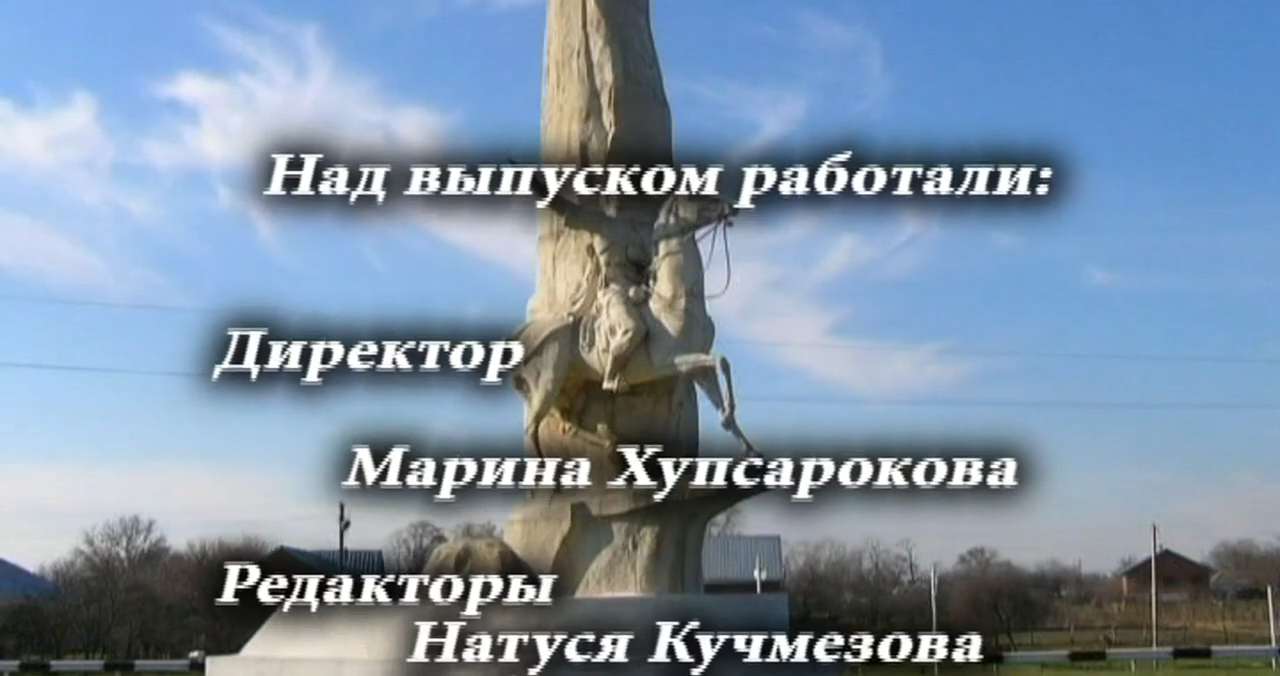 Над выпуском работали:
Директор
Марина Хупсарокова
Редакторы
Натуся Кучмезова